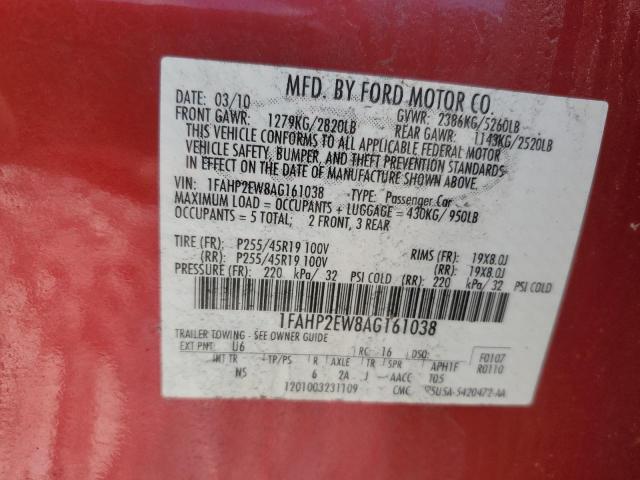 MFD. BY FORD MOTOR CO.
DATE: 03/10 GVWR: 2386KG/5260LB
FRONT GAWR: 1279KG/2820LB REAR GAWR: 1143KG/2520LB
THIS VEHICLE CONFORMS TO ALL APPLICABLE FEDERAL MOTOR
VEHICLE SAFETY, BUMPER, AND THEFT PREVENTION STANDARDS
IN EFFECT ON THE DATE OF MANUFACTURE SHOWN ABOVE.
VIN: 1FAHP2EW8AG161038 TYPE: Passenger Car
MAXIMUM LOAD = OCCUPANTS + LUGGAGE = 430KG/950LB
OCCUPANTS = 5 TOTAL; 2 FRONT, 3 REAR
TIRE (FR): P255/45R19 100V RIMS (FR): 19X8.0J
(RR): P255/45R19 100V (RR): 19X8.0J
PRESSURE (FR): 220 kPa/ 32 PSI COLD (RR): 220 kPa/ 32 PSI COLD
1FAHP2EW8AG161038
TRAILER TOWING - SEE OWNER GUIDE
EXT PNT: U6 RC: 16 DSO: F0107
R0110
INT TR TP/PS R AXLE TR SPR APH1F
N5 6 2A J AACC T05
1201003231109 CMC 5U5A-5420472-AA